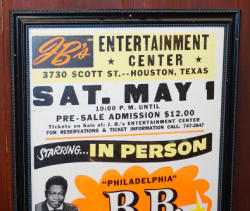 JB's ENTERTAINMENT
CENTER
3730 SCOTT ST.--HOUSTON, TEXAS
SAT. MAY 1
10:00 P. M. UNTIL
PRE-SALE ADMISSION $12.00
Tickets on Sale at: J. B.'s ENTERTAINMENT CENTER
FOR RESERVATIONS & TICKET INFORMATION CALL: 747-2847
STARRING... IN PERSON
"PHILADELPHIA"
B.B.